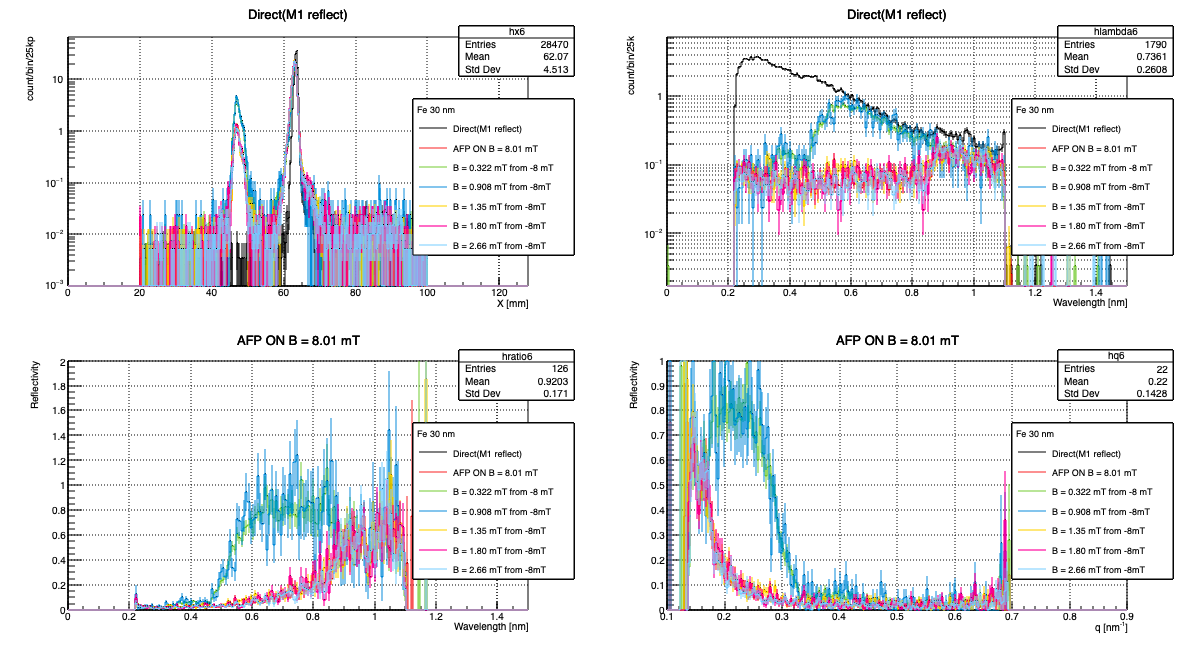 Direct(M1 reflect)
hx6
Entries 28470
Mean 62.07
Std Dev 4.513
count/bin/25kp
10
1
10⁻¹
10⁻²
10⁻³
Fe 30 nm
Direct(M1 reflect)
AFP ON B = 8.01 mT
B = 0.322 mT from -8 mT
B = 0.908 mT from -8mT
B = 1.35 mT from -8mT
B = 1.80 mT from -8mT
B = 2.66 mT from -8mT
0 20 40 60 80 100 120
X [mm]
Direct(M1 reflect)
hlambda6
Entries 1790
Mean 0.7361
Std Dev 0.2608
count/bin/25k
1
10⁻¹
10⁻²
Fe 30 nm
Direct(M1 reflect)
AFP ON B = 8.01 mT
B = 0.322 mT from -8 mT
B = 0.908 mT from -8mT
B = 1.35 mT from -8mT
B = 1.80 mT from -8mT
B = 2.66 mT from -8mT
0 0.2 0.4 0.6 0.8 1 1.2 1.4
Wavelength [nm]
AFP ON B = 8.01 mT
hratio6
Entries 126
Mean 0.9203
Std Dev 0.171
Reflectivity
2
1.8
1.6
1.4
1.2
1
0.8
0.6
0.4
0.2
0
Fe 30 nm
Direct(M1 reflect)
AFP ON B = 8.01 mT
B = 0.322 mT from -8 mT
B = 0.908 mT from -8mT
B = 1.35 mT from -8mT
B = 1.80 mT from -8mT
B = 2.66 mT from -8mT
0 0.2 0.4 0.6 0.8 1 1.2 1.4
Wavelength [nm]
AFP ON B = 8.01 mT
hq6
Entries 22
Mean 0.22
Std Dev 0.1428
Reflectivity
1
0.9
0.8
0.7
0.6
0.5
0.4
0.3
0.2
0.1
0
Fe 30 nm
Direct(M1 reflect)
AFP ON B = 8.01 mT
B = 0.322 mT from -8 mT
B = 0.908 mT from -8mT
B = 1.35 mT from -8mT
B = 1.80 mT from -8mT
B = 2.66 mT from -8mT
0.1 0.2 0.3 0.4 0.5 0.6 0.7 0.8 0.9
q [nm⁻¹]